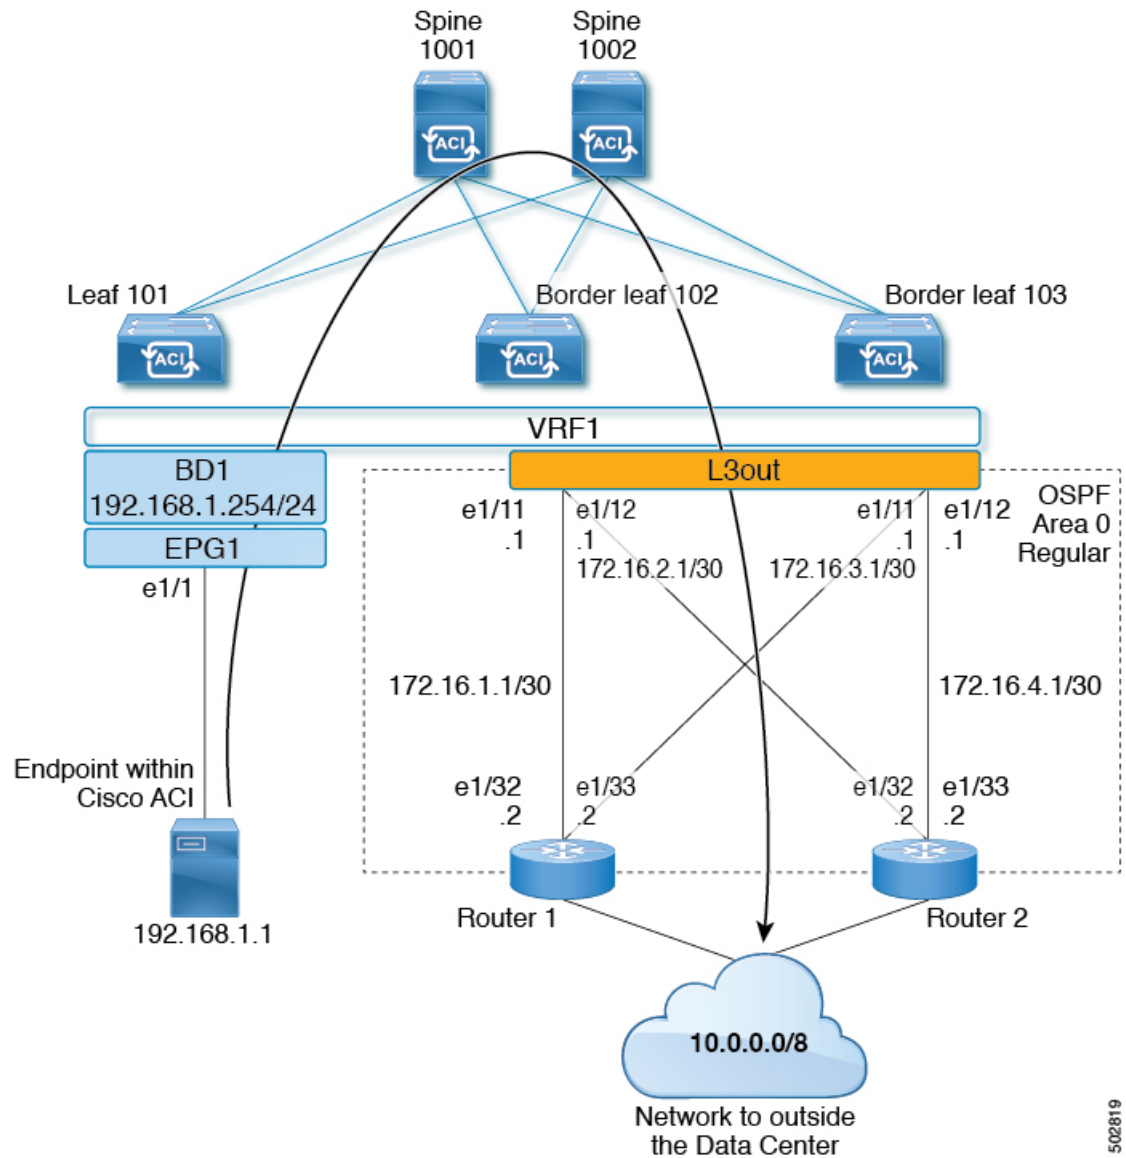 Spine
1001
Spine
1002
ACI
ACI
Leaf 101
Border leaf 102
Border leaf 103
ACI
ACI
ACI
VRF1
BD1
192.168.1.254/24
EPG1
L3out
OSPF
Area 0
Regular
e1/1
e1/11
.1
e1/12
.1
e1/11
.1
e1/12
.1
172.16.2.1/30
172.16.3.1/30
172.16.1.1/30
172.16.4.1/30
Endpoint within
Cisco ACI
192.168.1.1
e1/32
.2
e1/33
.2
e1/32
.2
e1/33
.2
Router 1
Router 2
10.0.0.0/8
Network to outside
the Data Center
502819